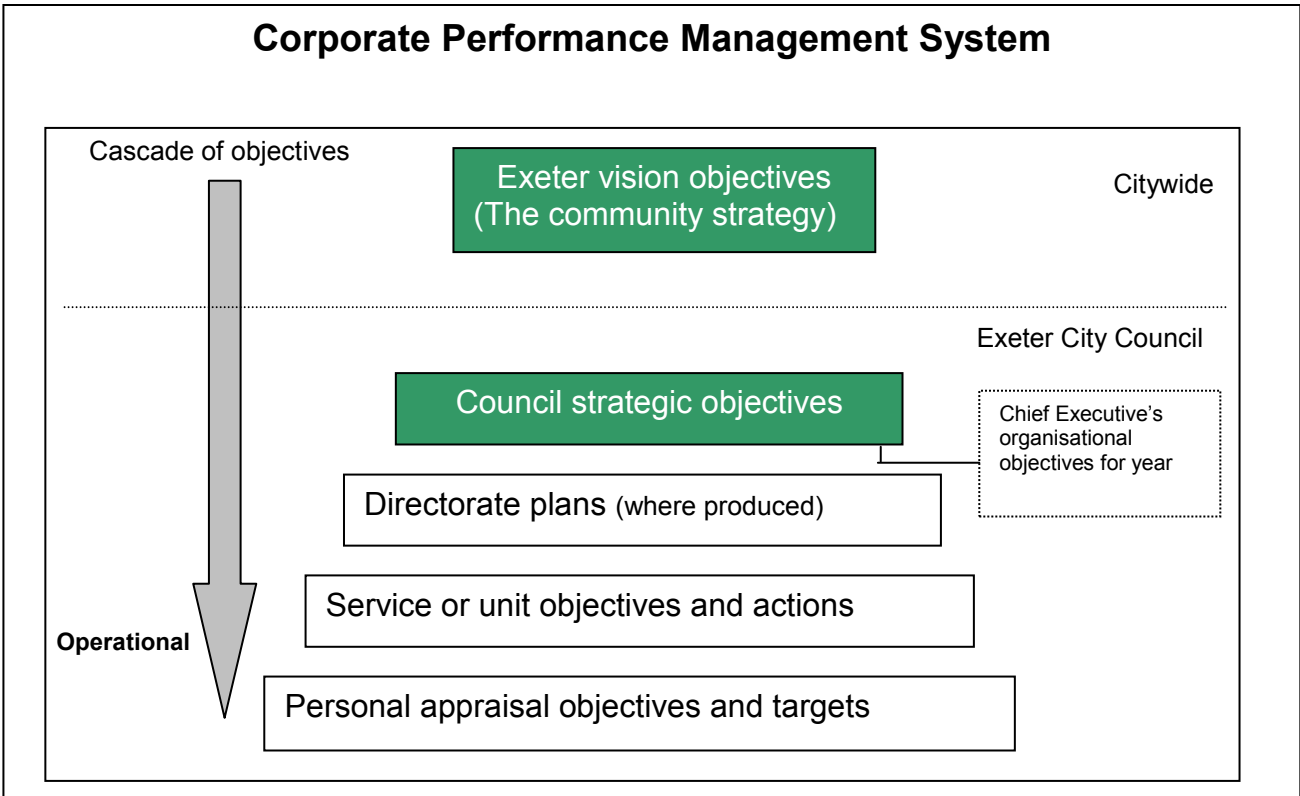 Corporate Performance Management System
Cascade of objectives
Exeter vision objectives
(The community strategy)
Citywide
Exeter City Council
Council strategic objectives
Chief Executive's
organisational
objectives for year
Directorate plans (where produced)
Service or unit objectives and actions
Operational
Personal appraisal objectives and targets